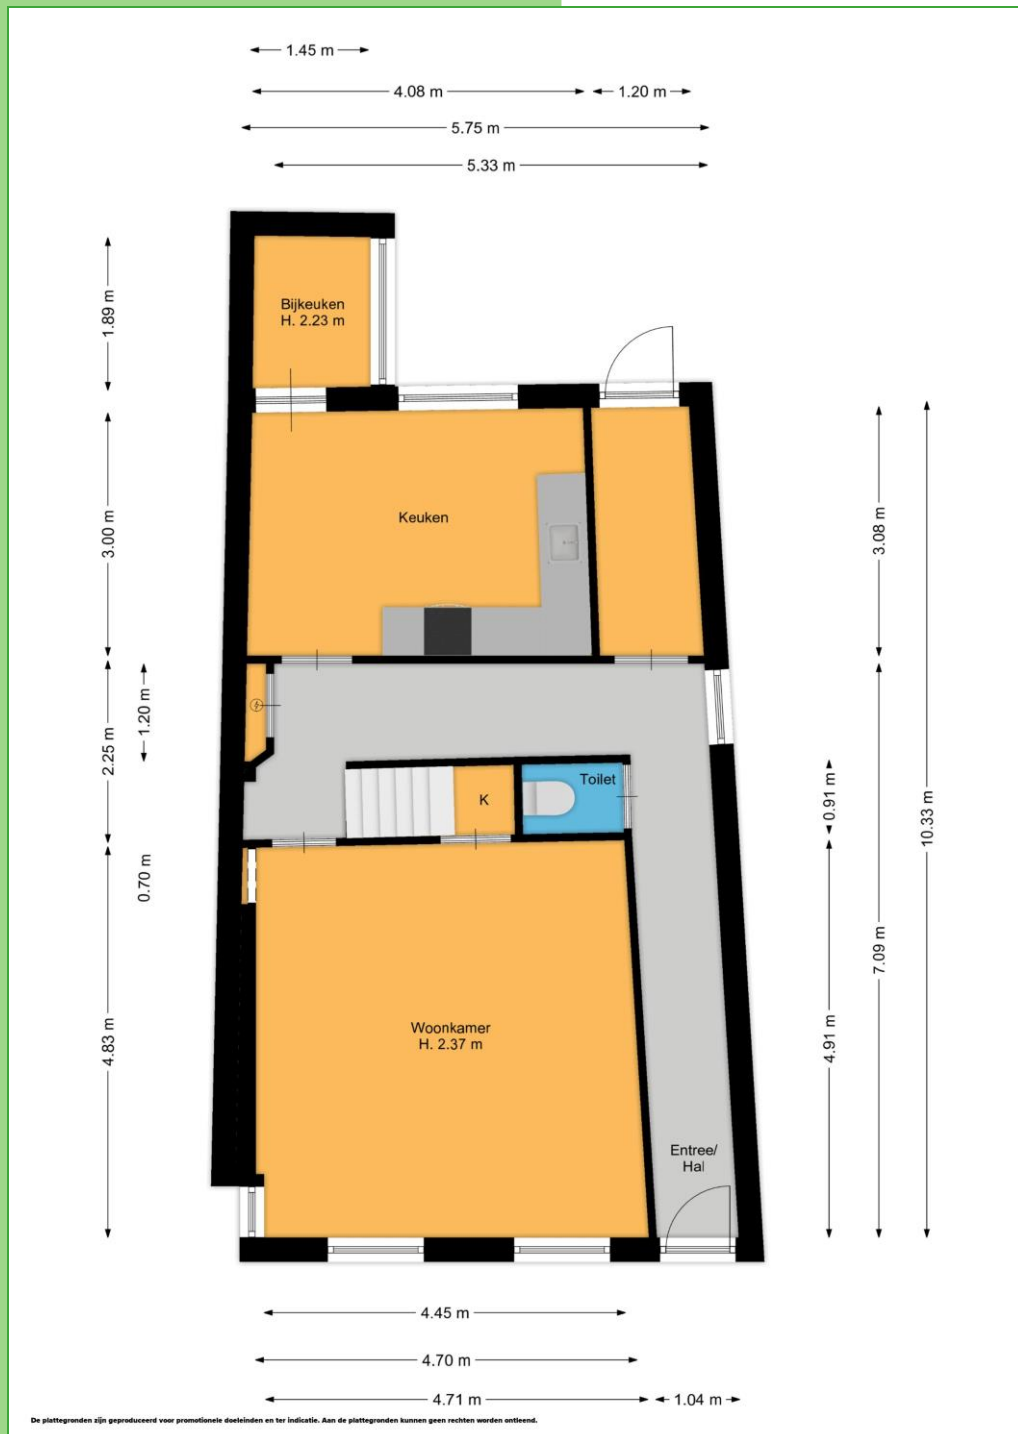 1.45 m
4.08 m
1.20 m
5.75 m
5.33 m
1.89 m
Bijkeuken
H. 2.23 m
3.00 m
Keuken
3.08 m
2.25 m
1.20 m
Toilet
K
0.91 m
10.33 m
0.70 m
7.09 m
4.83 m
Woonkamer
H. 2.37 m
4.91 m
Entree/
Hal
4.45 m
4.70 m
4.71 m
1.04 m
De plattegronden zijn geproduceerd voor promotionele doeleinden en ter indicatie. Aan de plattegronden kunnen geen rechten worden ontleend.